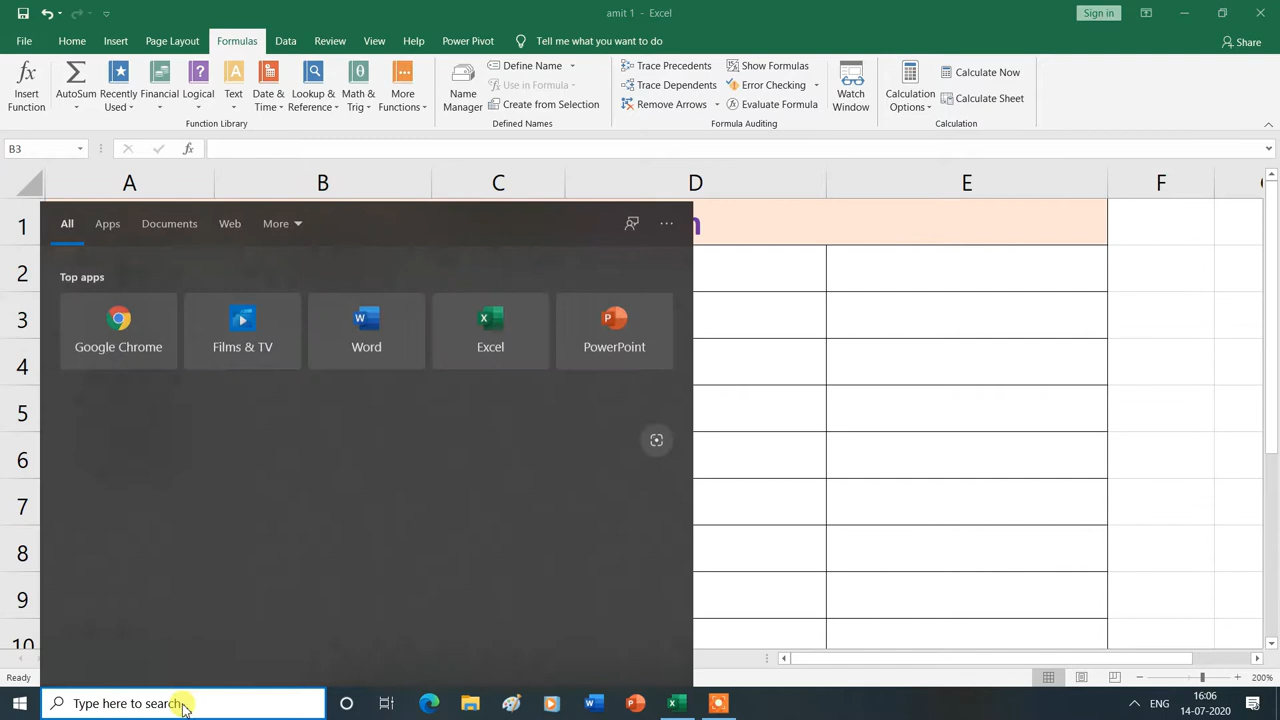 amit 1 - Excel
Sign in
File Home Insert Page Layout Formulas Data Review View Help Power Pivot Tell me what you want to do Share
Insert Function
AutoSum
Recently Used
Financial
Logical
Text
Date & Time
Lookup & Reference
Math & Trig
More Functions
Function Library
Name Manager
Define Name
Use in Formula
Create from Selection
Defined Names
Trace Precedents
Trace Dependents
Remove Arrows
Show Formulas
Error Checking
Evaluate Formula
Formula Auditing
Watch Window
Calculation Options
Calculate Now
Calculate Sheet
Calculation
B3 fx
A B C D E F
1
2
3
4
5
6
7
8
9
10
All Apps Documents Web More
Top apps
Google Chrome Films & TV Word Excel PowerPoint
Ready 200%
Type here to search
ENG
16:06
14-07-2020